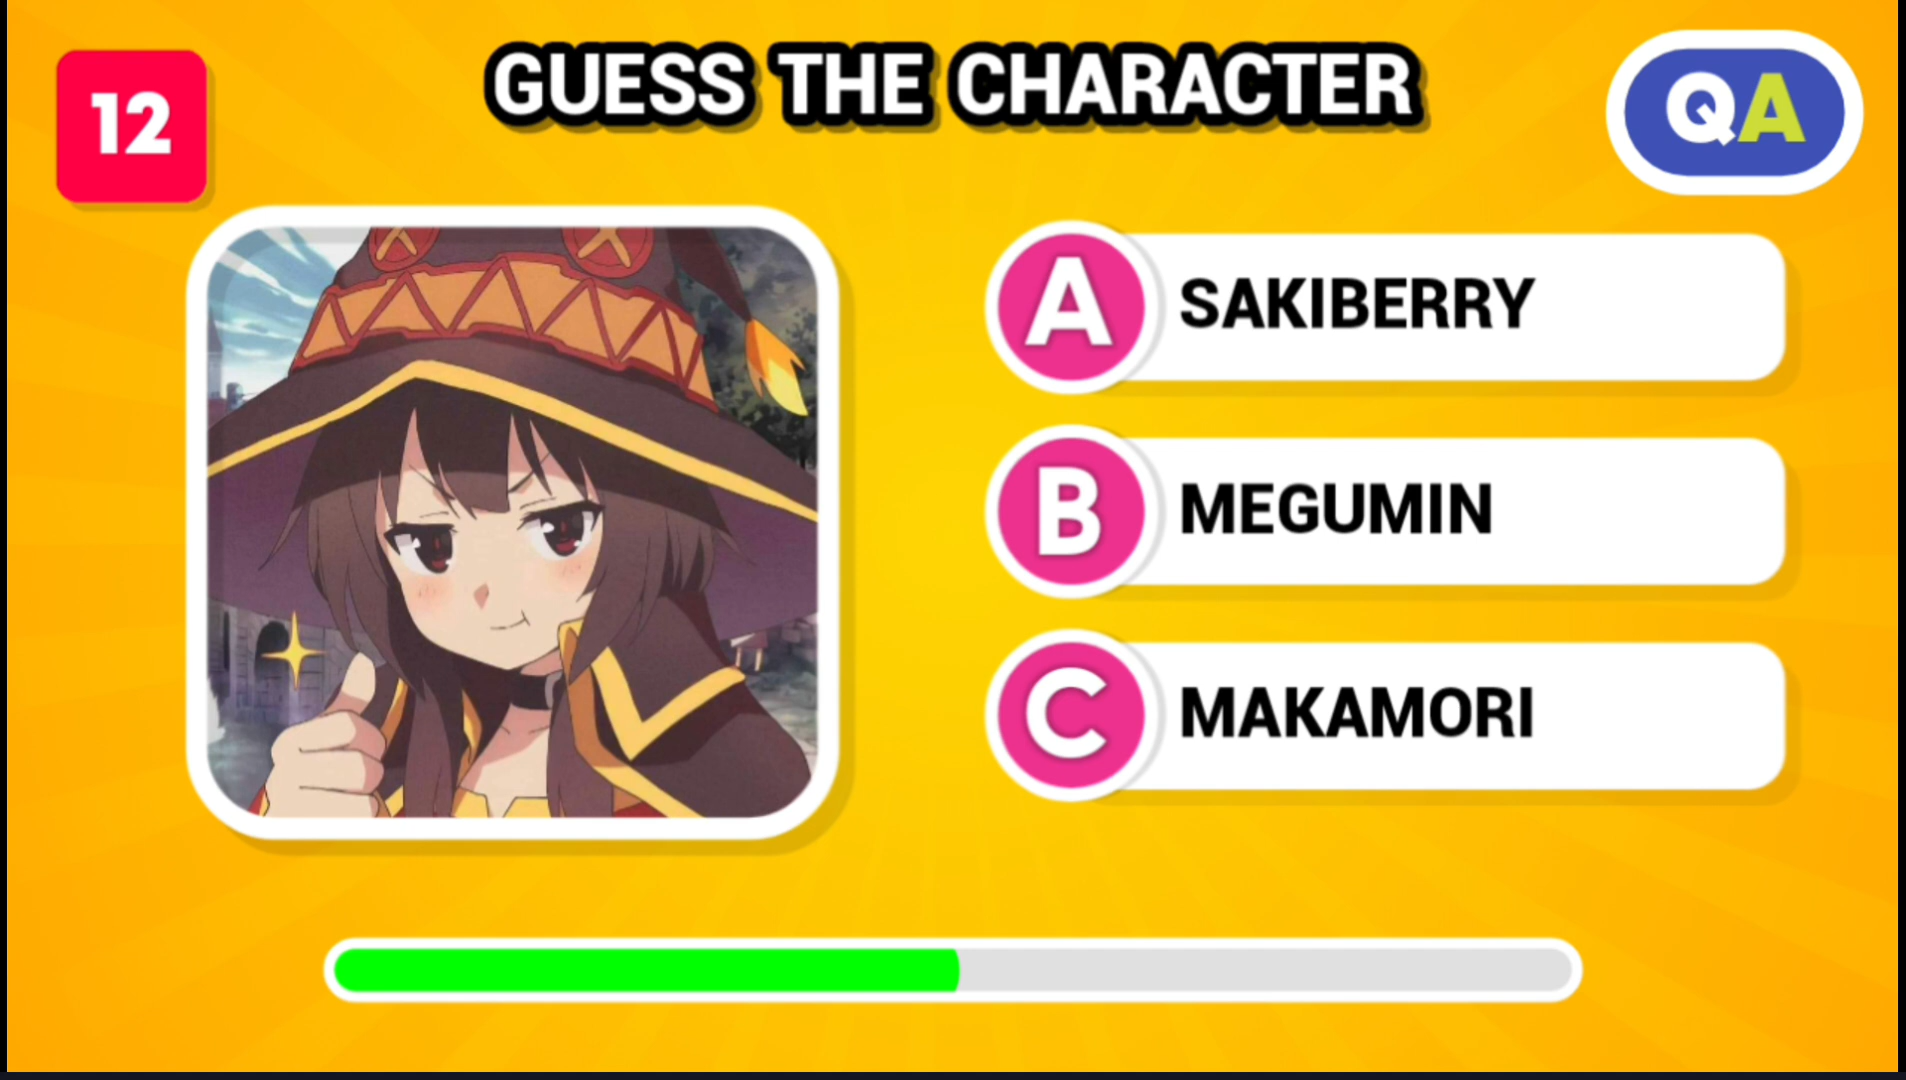 12
GUESS THE CHARACTER
QA
A
SAKIBERRY
B
MEGUMIN
C
MAKAMORI